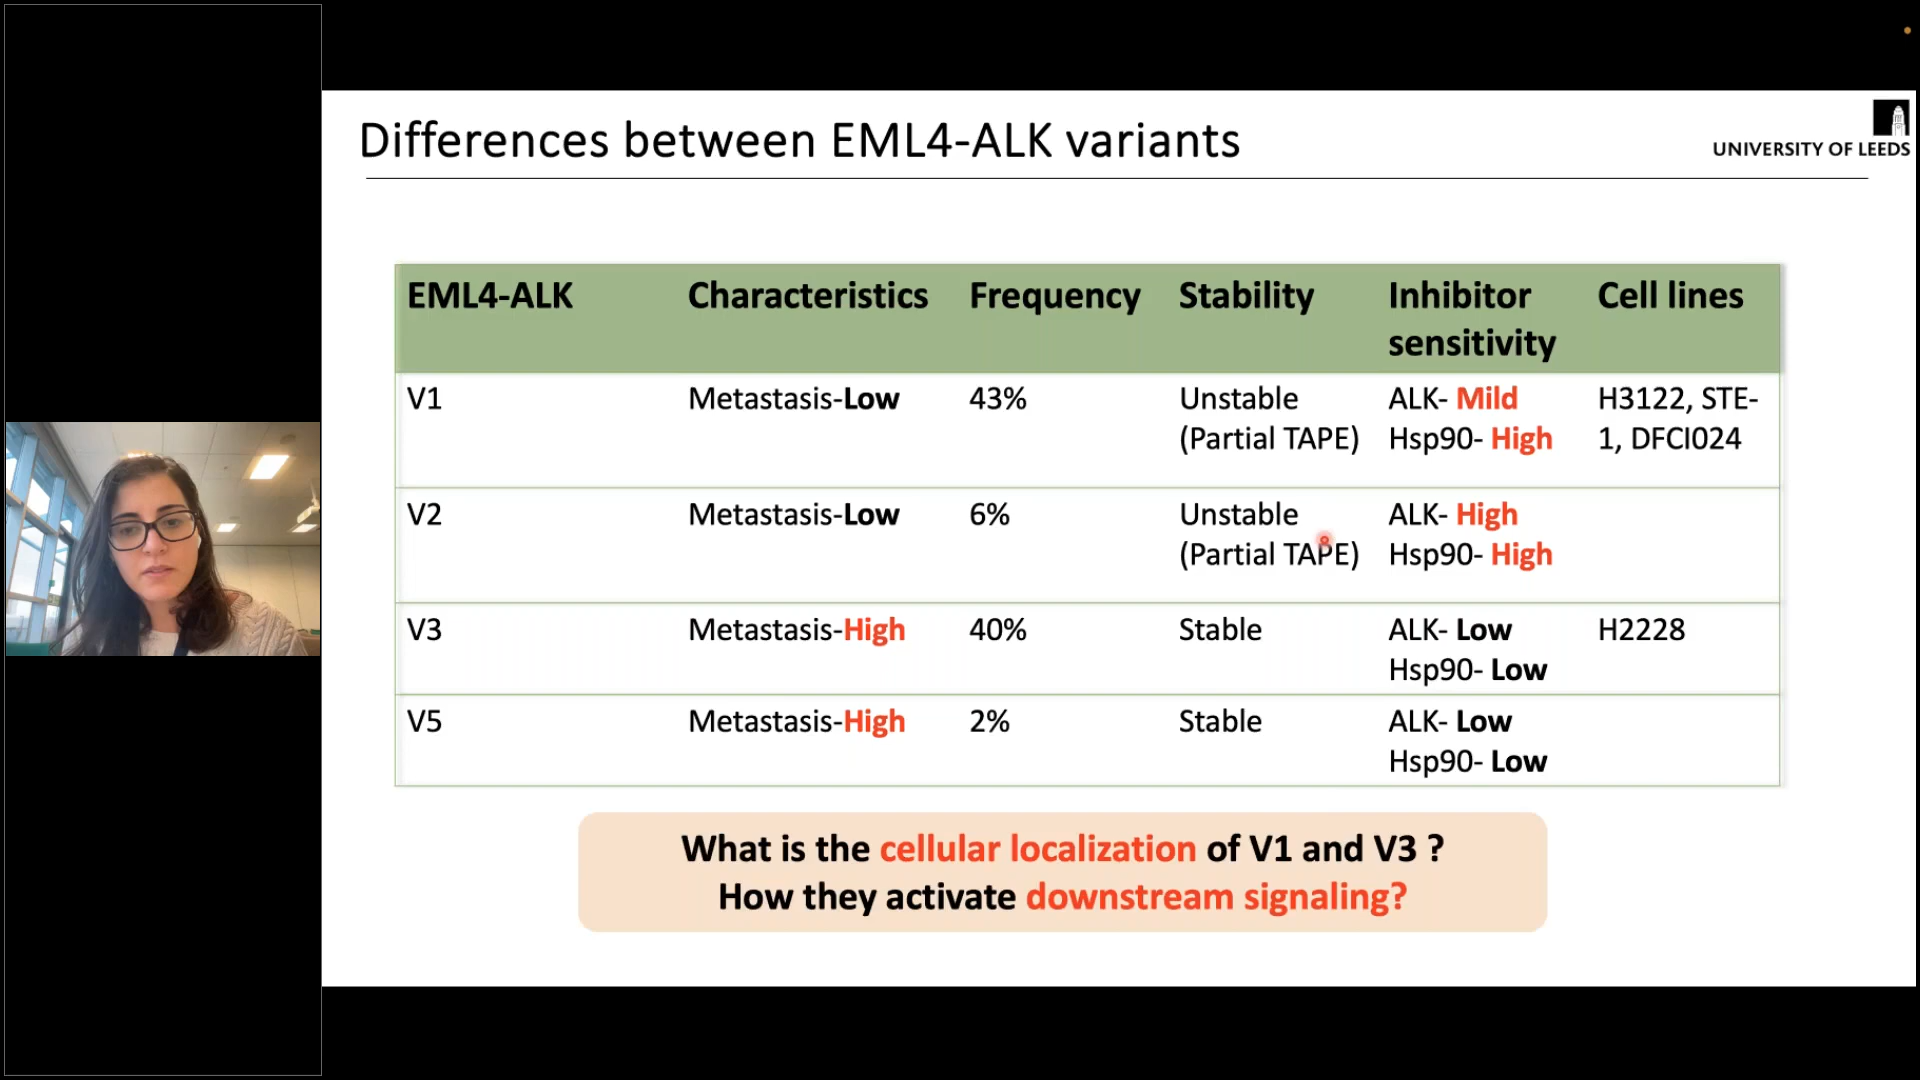 Differences between EML4-ALK variants
UNIVERSITY OF LEEDS
EML4-ALK Characteristics Frequency Stability Inhibitor sensitivity Cell lines
V1 Metastasis-Low 43% Unstable (Partial TAPE) ALK- Mild Hsp90- High H3122, STE-1, DFCI024
V2 Metastasis-Low 6% Unstable (Partial TAPE) ALK- High Hsp90- High
V3 Metastasis-High 40% Stable ALK- Low Hsp90- Low H2228
V5 Metastasis-High 2% Stable ALK- Low Hsp90- Low
What is the cellular localization of V1 and V3 ?
How they activate downstream signaling?